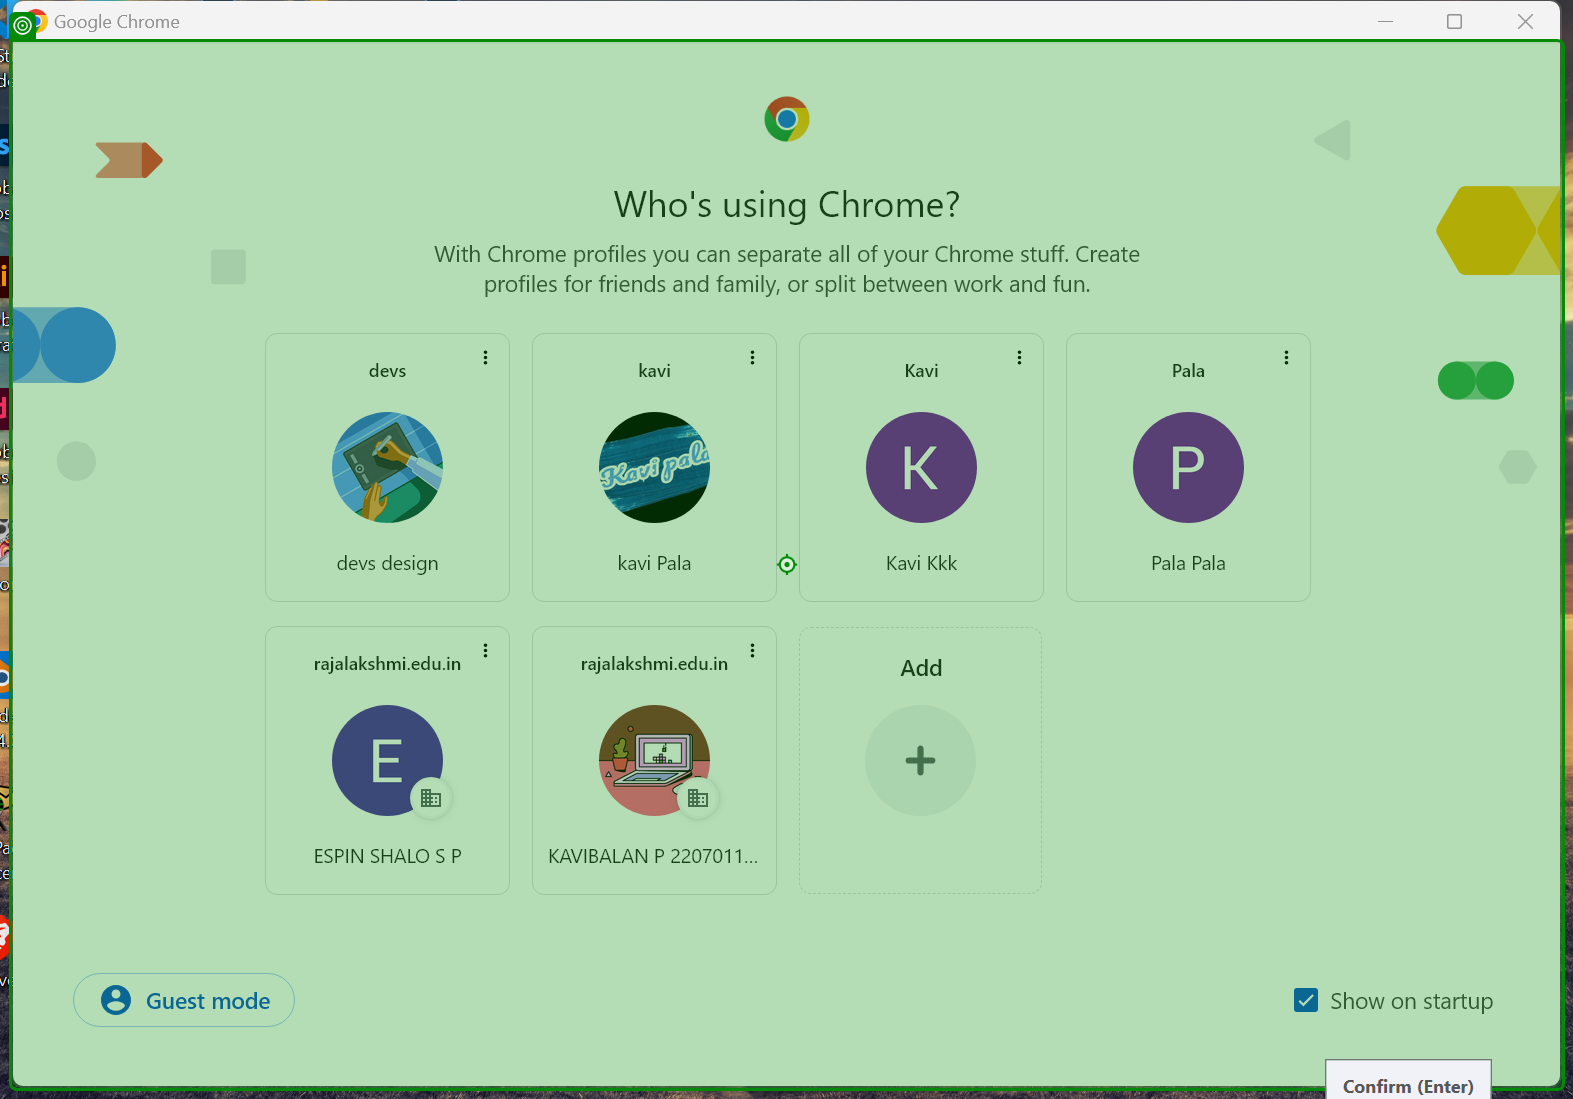 Google Chrome
Who's using Chrome?
With Chrome profiles you can separate all of your Chrome stuff. Create
profiles for friends and family, or split between work and fun.
devs
kavi
Kavi
Pala
Kavi pala
K
P
devs design
kavi Pala
Kavi Kkk
Pala Pala
rajalakshmi.edu.in
rajalakshmi.edu.in
Add
E
ESPIN SHALO S P
KAVIBALAN P 2207011...
Guest mode
Show on startup
Confirm (Enter)